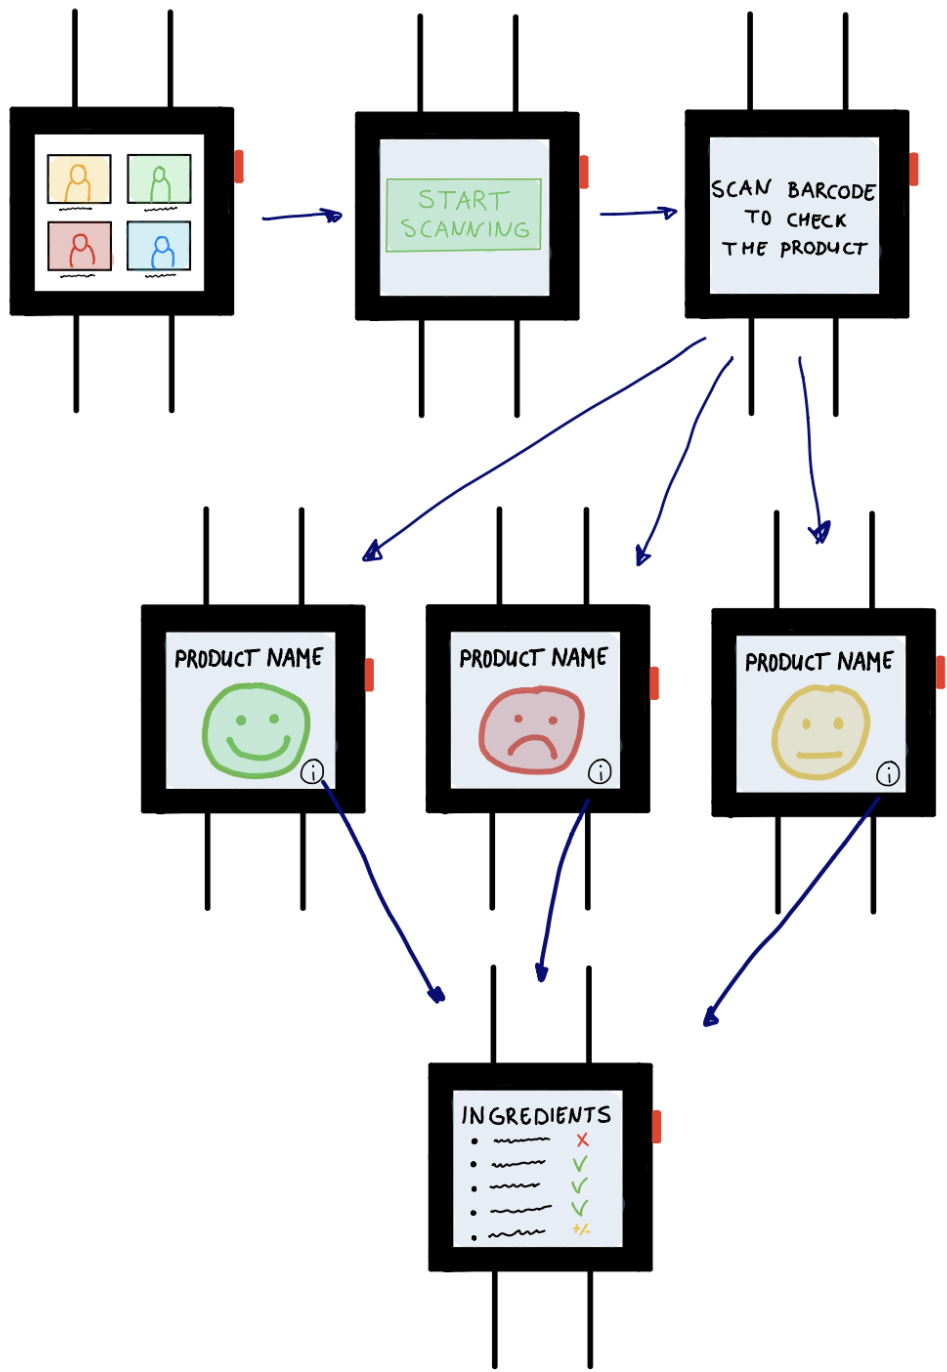 START
SCANNING
SCAN BARCODE
TO CHECK
THE PRODUCT
PRODUCT NAME
i
PRODUCT NAME
i
PRODUCT NAME
i
INGREDIENTS
X
✓
✓
✓
+/-